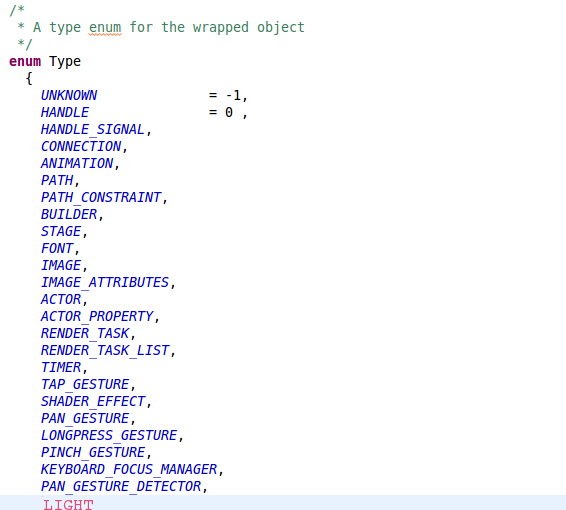 /*
 * A type enum for the wrapped object
 */
enum Type
  {
    UNKNOWN              = -1,
    HANDLE               = 0 ,
    HANDLE_SIGNAL,
    CONNECTION,
    ANIMATION,
    PATH,
    PATH_CONSTRAINT,
    BUILDER,
    STAGE,
    FONT,
    IMAGE,
    IMAGE_ATTRIBUTES,
    ACTOR,
    ACTOR_PROPERTY,
    RENDER_TASK,
    RENDER_TASK_LIST,
    TIMER,
    TAP_GESTURE,
    SHADER_EFFECT,
    PAN_GESTURE,
    LONGPRESS_GESTURE,
    PINCH_GESTURE,
    KEYBOARD_FOCUS_MANAGER,
    PAN_GESTURE_DETECTOR,
    LIGHT